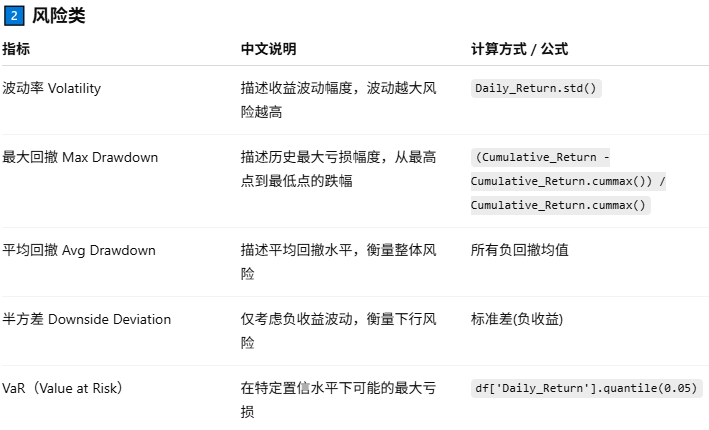 2 风险类
指标 中文说明 计算方式 / 公式
波动率 Volatility 描述收益波动幅度，波动越大风 Daily_Return.std()
险越高
最大回撤 Max Drawdown 描述历史最大亏损幅度，从最高 (Cumulative_Return -
点到最低点的跌幅 Cumulative_Return.cummax()) /
Cumulative_Return.cummax()
平均回撤 Avg Drawdown 描述平均回撤水平，衡量整体风 所有负回撤均值
险
半方差 Downside Deviation 仅考虑负收益波动，衡量下行风 标准差(负收益)
险
VaR（Value at Risk） 在特定置信水平下可能的最大亏 df['Daily_Return'].quantile(0.05)
损